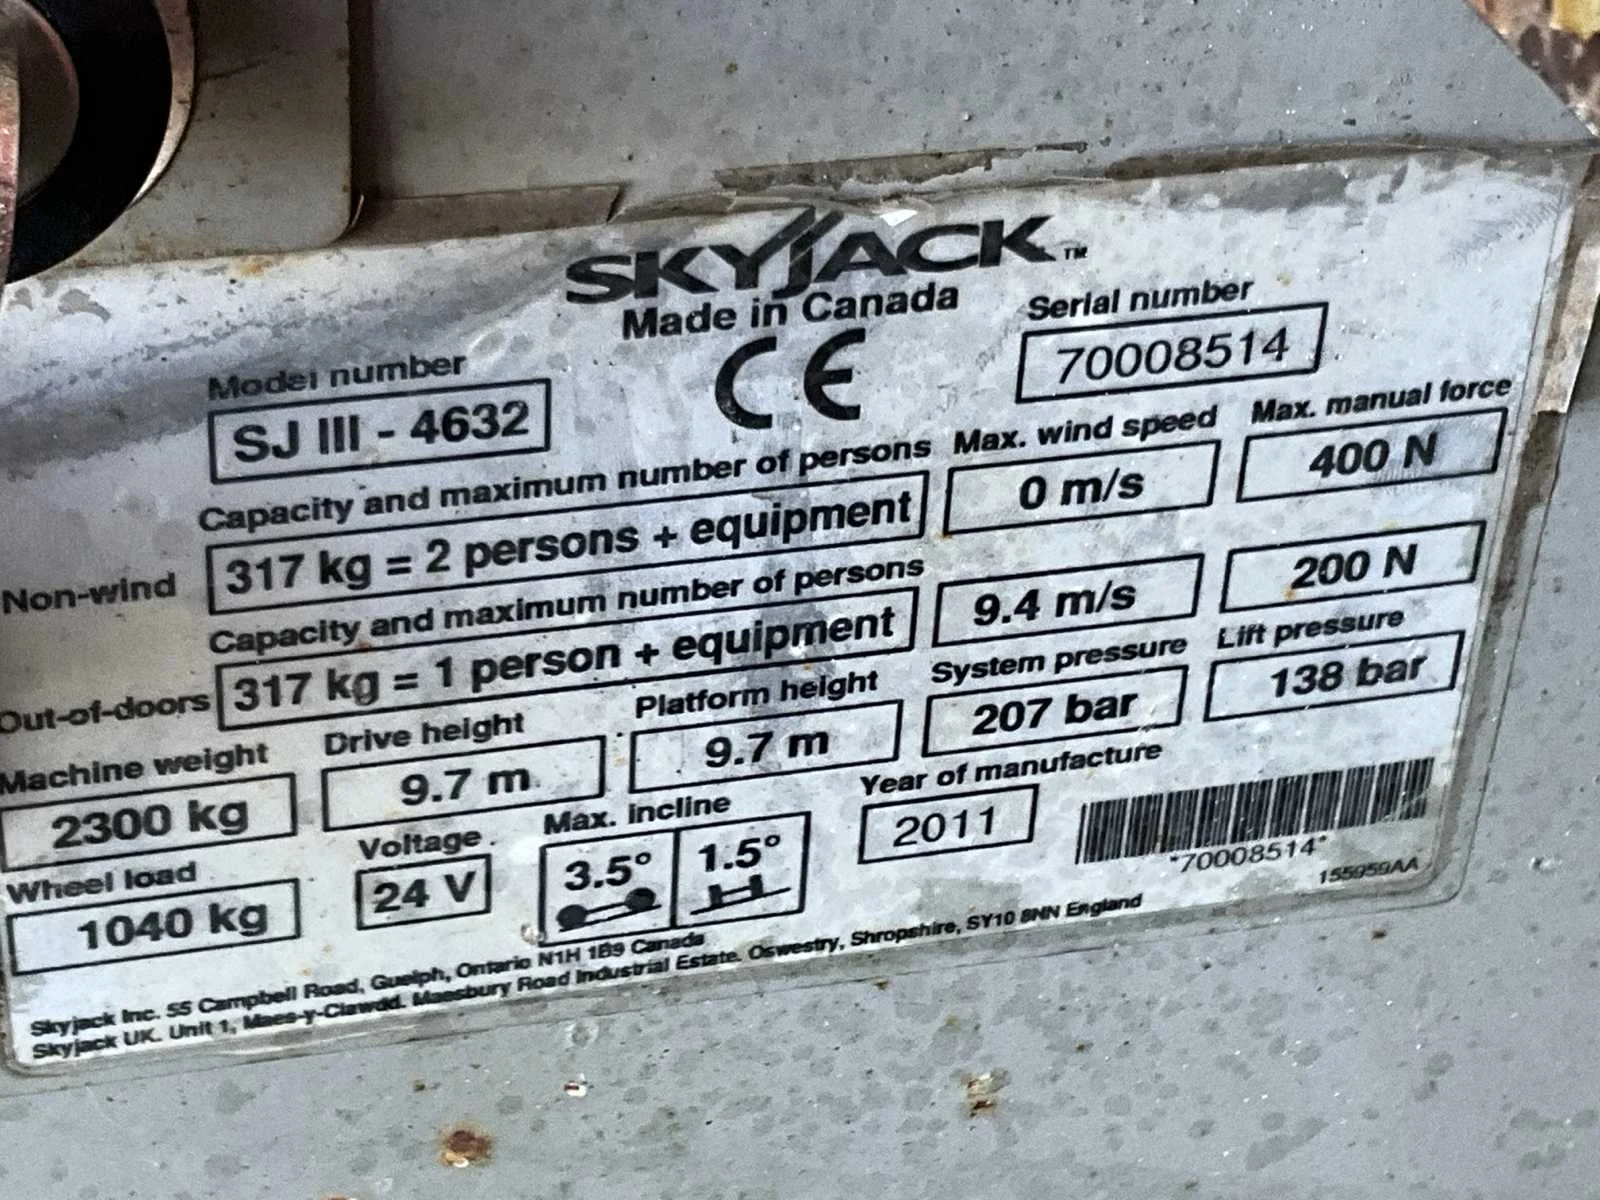 SKYJACK™
Made in Canada
CE
Model number
SJ III - 4632
Serial number
70008514
Capacity and maximum number of persons
Max. wind speed
Max. manual force
Non-wind
317 kg = 2 persons + equipment
0 m/s
400 N
Capacity and maximum number of persons
Out-of-doors
317 kg = 1 person + equipment
9.4 m/s
200 N
Machine weight
2300 kg
Drive height
9.7 m
Platform height
9.7 m
System pressure
207 bar
Lift pressure
138 bar
Wheel load
1040 kg
Voltage
24 V
Max. incline
3.5°
1.5°
Year of manufacture
2011
*70008514*
155959AA
Skyjack Inc. 55 Campbell Road, Guelph, Ontario N1H 1B9 Canada
Skyjack UK. Unit 1, Maes-y-Clawdd. Maesbury Road Industrial Estate. Oswestry, Shropshire, SY10 8NN England